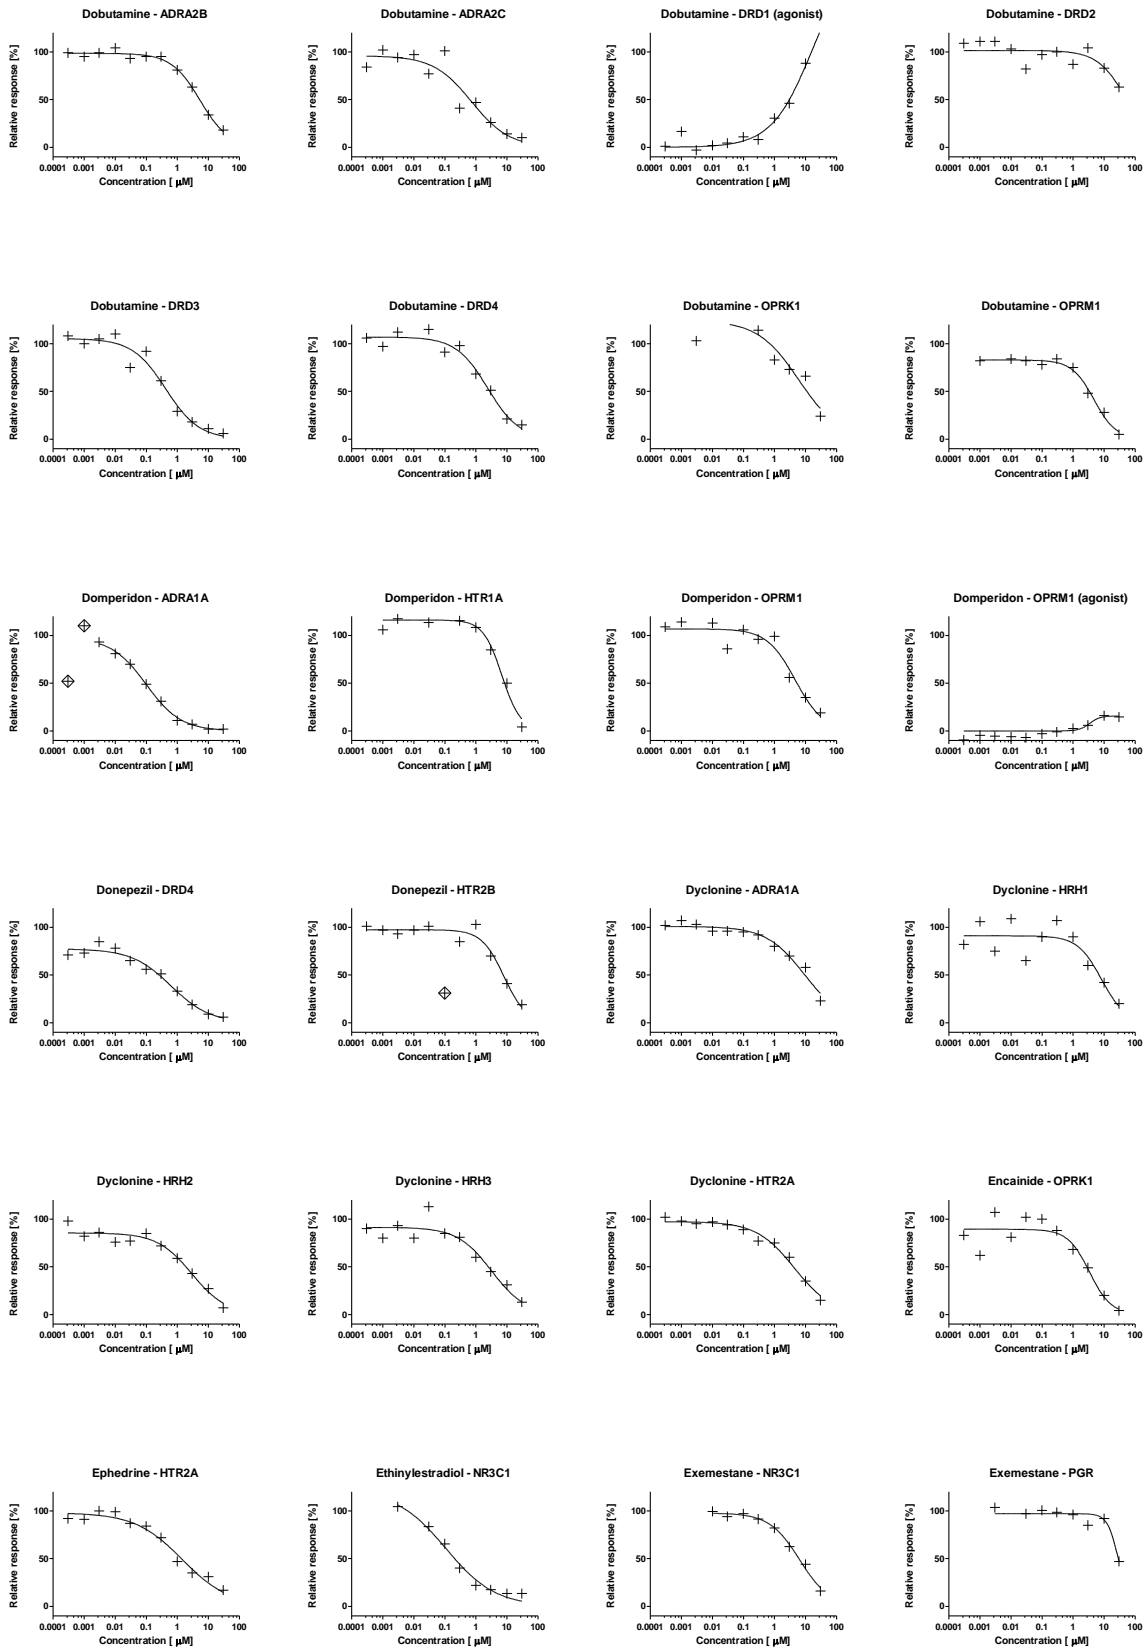 Dobutamine - ADRA2B
Relative response [%]
100
50
0
0.0001 0.001 0.01 0.1 1 10 100
Concentration [ μM]
Dobutamine - ADRA2C
Relative response [%]
100
50
0
0.0001 0.001 0.01 0.1 1 10 100
Concentration [ μM]
Dobutamine - DRD1 (agonist)
Relative response [%]
100
50
0
0.0001 0.001 0.01 0.1 1 10 100
Concentration [ μM]
Dobutamine - DRD2
Relative response [%]
100
50
0
0.0001 0.001 0.01 0.1 1 10 100
Concentration [ μM]
Dobutamine - DRD3
Relative response [%]
100
50
0
0.0001 0.001 0.01 0.1 1 10 100
Concentration [ μM]
Dobutamine - DRD4
Relative response [%]
100
50
0
0.0001 0.001 0.01 0.1 1 10 100
Concentration [ μM]
Dobutamine - OPRK1
Relative response [%]
100
50
0
0.0001 0.001 0.01 0.1 1 10 100
Concentration [ μM]
Dobutamine - OPRM1
Relative response [%]
100
50
0
0.0001 0.001 0.01 0.1 1 10 100
Concentration [ μM]
Domperidon - ADRA1A
Relative response [%]
100
50
0
0.0001 0.001 0.01 0.1 1 10 100
Concentration [ μM]
Domperidon - HTR1A
Relative response [%]
100
50
0
0.0001 0.001 0.01 0.1 1 10 100
Concentration [ μM]
Domperidon - OPRM1
Relative response [%]
100
50
0
0.0001 0.001 0.01 0.1 1 10 100
Concentration [ μM]
Domperidon - OPRM1 (agonist)
Relative response [%]
100
50
0
0.0001 0.001 0.01 0.1 1 10 100
Concentration [ μM]
Donepezil - DRD4
Relative response [%]
100
50
0
0.0001 0.001 0.01 0.1 1 10 100
Concentration [ μM]
Donepezil - HTR2B
Relative response [%]
100
50
0
0.0001 0.001 0.01 0.1 1 10 100
Concentration [ μM]
Dyclonine - ADRA1A
Relative response [%]
100
50
0
0.0001 0.001 0.01 0.1 1 10 100
Concentration [ μM]
Dyclonine - HRH1
Relative response [%]
100
50
0
0.0001 0.001 0.01 0.1 1 10 100
Concentration [ μM]
Dyclonine - HRH2
Relative response [%]
100
50
0
0.0001 0.001 0.01 0.1 1 10 100
Concentration [ μM]
Dyclonine - HRH3
Relative response [%]
100
50
0
0.0001 0.001 0.01 0.1 1 10 100
Concentration [ μM]
Dyclonine - HTR2A
Relative response [%]
100
50
0
0.0001 0.001 0.01 0.1 1 10 100
Concentration [ μM]
Encainide - OPRK1
Relative response [%]
100
50
0
0.0001 0.001 0.01 0.1 1 10 100
Concentration [ μM]
Ephedrine - HTR2A
Relative response [%]
100
50
0
0.0001 0.001 0.01 0.1 1 10 100
Concentration [ μM]
Ethinylestradiol - NR3C1
Relative response [%]
100
50
0
0.0001 0.001 0.01 0.1 1 10 100
Concentration [ μM]
Exemestane - NR3C1
Relative response [%]
100
50
0
0.0001 0.001 0.01 0.1 1 10 100
Concentration [ μM]
Exemestane - PGR
Relative response [%]
100
50
0
0.0001 0.001 0.01 0.1 1 10 100
Concentration [ μM]